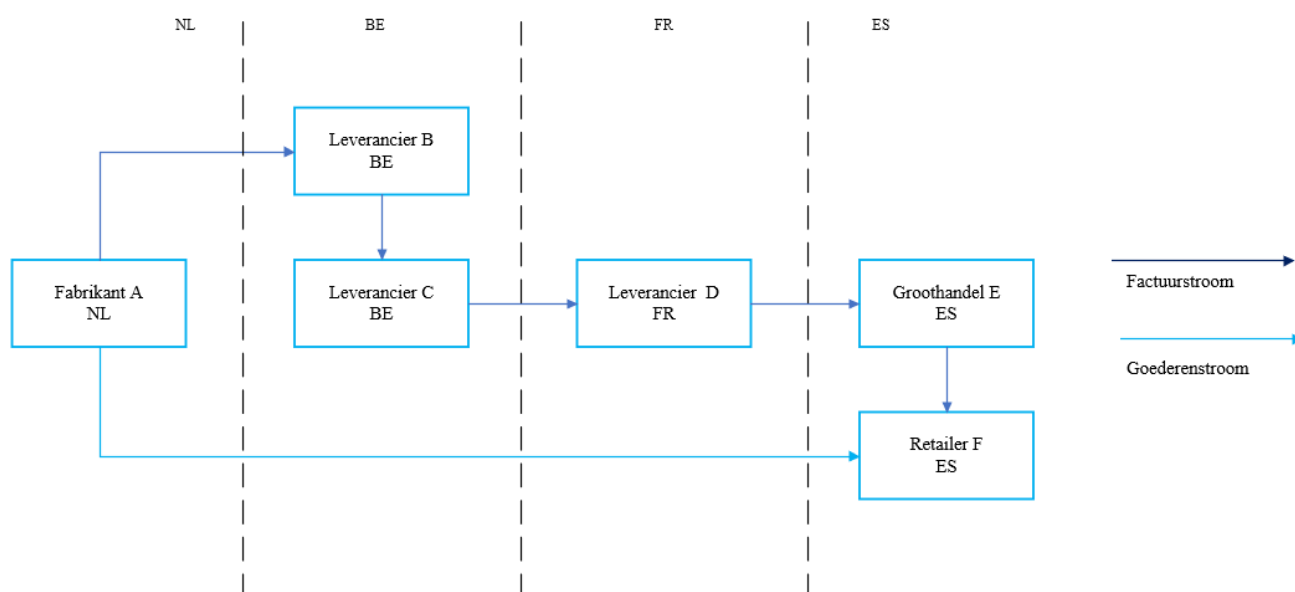 NL
BE
FR
ES
Leverancier B
BE
Fabrikant A
NL
Leverancier C
BE
Leverancier D
FR
Groothandel E
ES
Factuurstroom
Goederenstroom
Retailer F
ES